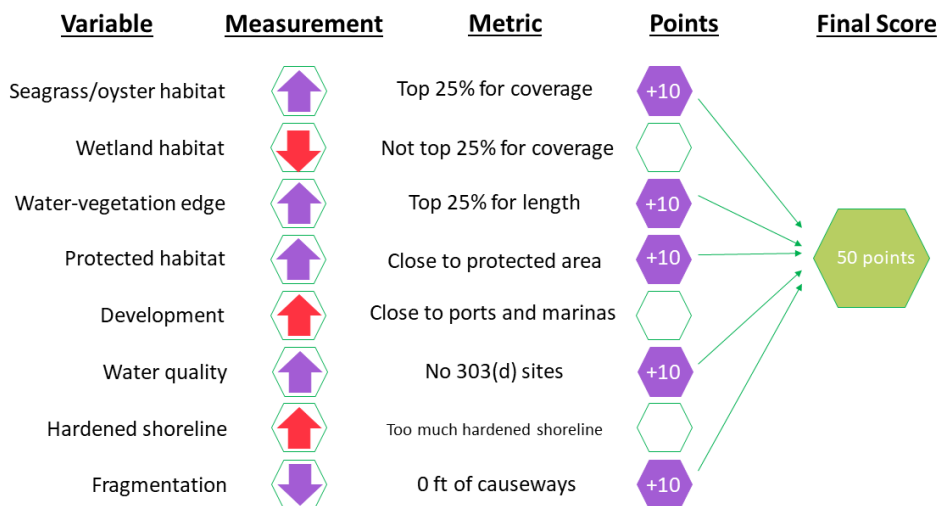 Variable Measurement Metric Points Final Score
Seagrass/oyster habitat Top 25% for coverage +10
Wetland habitat Not top 25% for coverage
Water-vegetation edge Top 25% for length +10
Protected habitat Close to protected area +10
50 points
Development Close to ports and marinas
Water quality No 303(d) sites +10
Hardened shoreline Too much hardened shoreline
Fragmentation 0 ft of causeways +10